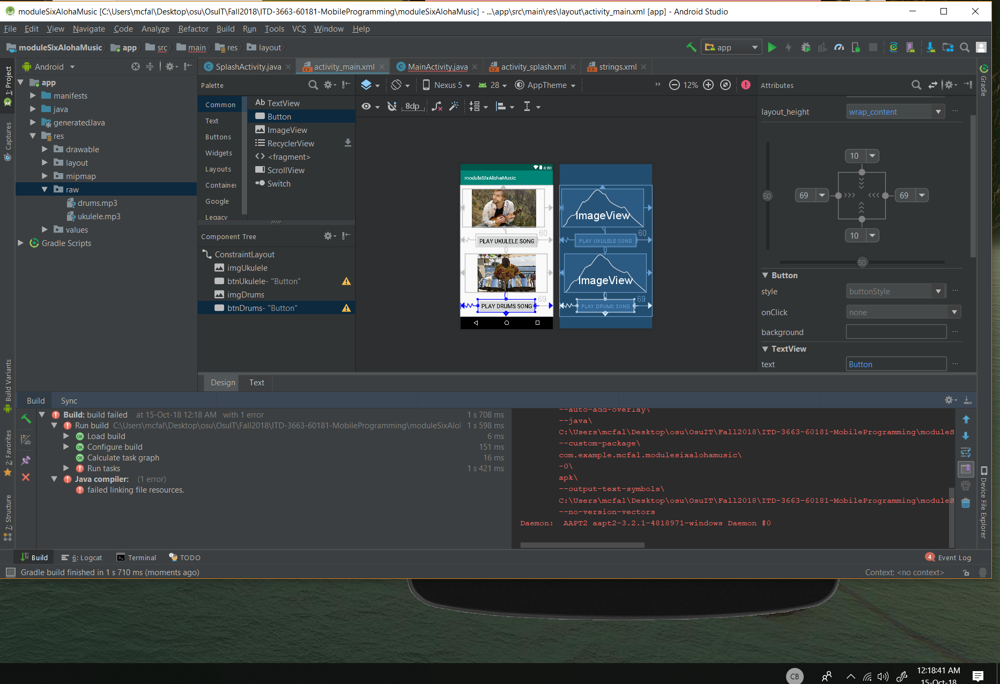 moduleSixAlohaMusic [C:\Users\mcfal\Desktop\osu\OsuIT\Fall2018\ITD-3663-60181-MobileProgramming\moduleSixAlohaMusic] - ...\app\src\main\res\layout\activity_main.xml [app] - Android Studio
File Edit View Navigate Code Analyze Refactor Build Run Tools VCS Window Help
moduleSixAlohaMusic app src main res layout
app
Android
SplashActivity.java activity_main.xml MainActivity.java activity_splash.xml strings.xml
1: Project
Captures
Build Variants
2: Favorites
7: Structure
app
manifests
java
generatedJava
res
drawable
layout
mipmap
raw
drums.mp3
ukulele.mp3
values
Gradle Scripts
Palette
Common
Text
Buttons
Widgets
Layouts
Container
Google
Legacy
Ab TextView
Button
ImageView
RecyclerView
<fragment>
ScrollView
Switch
Component Tree
ConstraintLayout
imgUkulele
btnUkulele- "Button"
imgDrums
btnDrums- "Button"
Nexus 5 28 AppTheme 12%
8dp
8:00
moduleSixAlohaMusic
60
PLAY UKULELE SONG
69
PLAY DRUMS SONG
ImageView
60
PLAY UKULELE SONG
ImageView
69
PLAY DRUMS SONG
Attributes
layout_height wrap_content
10
50 69 69
10
50
Button
style buttonStyle
onClick none
background
TextView
text Button
Gradle
Device File Explorer
Design Text
Build Sync
Build: build failed at 15-Oct-18 12:18 AM with 1 error 1 s 708 ms
Run build C:\Users\mcfal\Desktop\osu\OsuIT\Fall2018\ITD-3663-60181-MobileProgramming\moduleSixAlol 1 s 598 ms
Load build 6 ms
Configure build 151 ms
Calculate task graph 16 ms
Run tasks 1 s 421 ms
Java compiler: (1 error)
failed linking file resources.
--auto-add-overlay\
--java\
C:\Users\mcfal\Desktop\osu\OsuIT\Fall2018\ITD-3663-60181-MobileProgramming\moduleS
--custom-package\
com.example.mcfal.modulesixalohamusic\
-0\
apk\
--output-text-symbols\
C:\Users\mcfal\Desktop\osu\OsuIT\Fall2018\ITD-3663-60181-MobileProgramming\moduleS
--no-version-vectors
Daemon: AAPT2 aapt2-3.2.1-4818971-windows Daemon #0
Build 6: Logcat Terminal TODO
4 Event Log
Gradle build finished in 1 s 710 ms (moments ago)
Context: <no context>
CB
12:18:41 AM
15-Oct-18